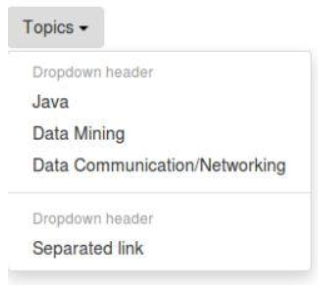 Topics
Dropdown header
Java
Data Mining
Data Communication/Networking
Dropdown header
Separated link